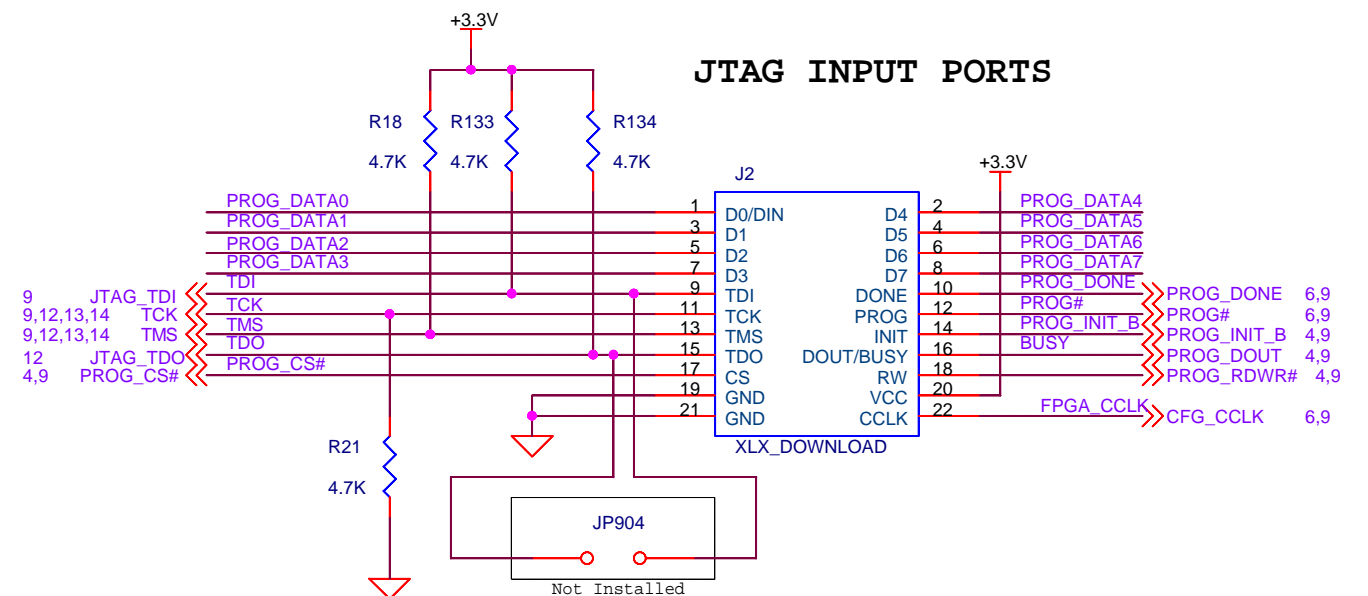 +3.3V
JTAG INPUT PORTS
R18 R133 R134
4.7K 4.7K 4.7K
J2
+3.3V
PROG_DATA0 1 D0/DIN D4 2 PROG_DATA4
PROG_DATA1 3 D1 D5 4 PROG_DATA5
PROG_DATA2 5 D2 D6 6 PROG_DATA6
PROG_DATA3 7 D3 D7 8 PROG_DATA7
9 JTAG_TDI TDI 9 TDI DONE 10 PROG_DONE PROG_DONE 6,9
9,12,13,14 TCK TCK 11 TCK PROG 12 PROG# PROG# 6,9
9,12,13,14 TMS TMS 13 TMS INIT 14 PROG_INIT_B PROG_INIT_B 4,9
12 JTAG_TDO TDO 15 TDO DOUT/BUSY 16 BUSY PROG_DOUT 4,9
4,9 PROG_CS# PROG_CS# 17 CS RW 18 PROG_RDWR# 4,9
19 GND VCC 20
21 GND CCLK 22 FPGA_CCLK CFG_CCLK 6,9
XLX_DOWNLOAD
R21
4.7K
JP904
Not Installed